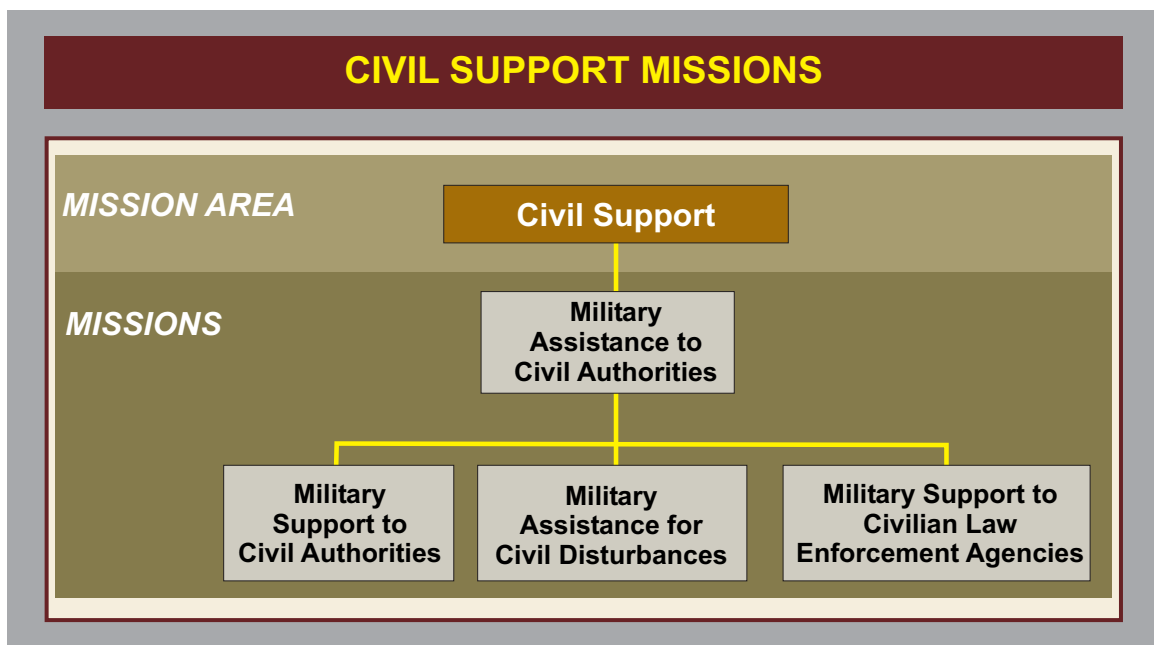 CIVIL SUPPORT MISSIONS
MISSION AREA
Civil Support
MISSIONS
Military
Assistance to
Civil Authorities
Military
Support to
Civil Authorities
Military
Assistance for
Civil Disturbances
Military Support to
Civilian Law
Enforcement Agencies